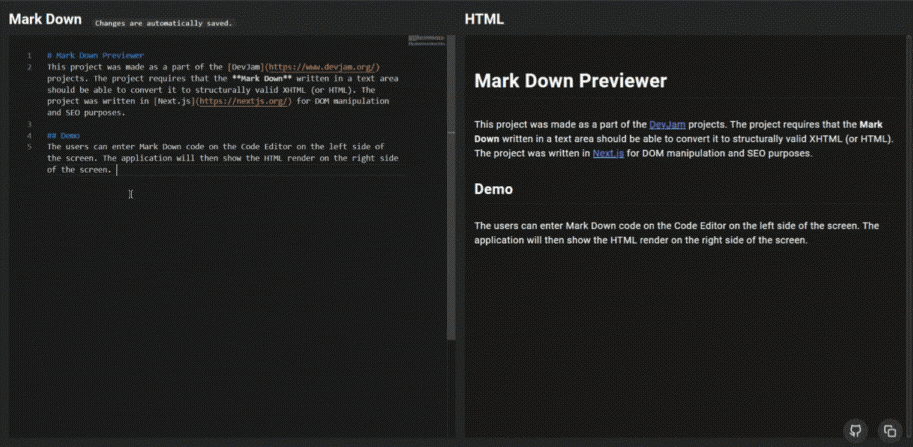 Mark Down Changes are automatically saved.
1 # Mark Down Previewer
2 This project was made as a part of the [DevJam](https://www.devjam.org/)
projects. The project requires that the **Mark Down** written in a text area
should be able to convert it to structurally valid XHTML (or HTML). The
project was written in [Next.js](https://nextjs.org/) for DOM manipulation
and SEO purposes.
3
4 ## Demo
5 The users can enter Mark Down code on the Code Editor on the left side of
the screen. The application will then show the HTML render on the right side
of the screen.
HTML
Mark Down Previewer
This project was made as a part of the DevJam projects. The project requires that the Mark
Down written in a text area should be able to convert it to structurally valid XHTML (or HTML).
The project was written in Next.js for DOM manipulation and SEO purposes.
Demo
The users can enter Mark Down code on the Code Editor on the left side of the screen. The
application will then show the HTML render on the right side of the screen.